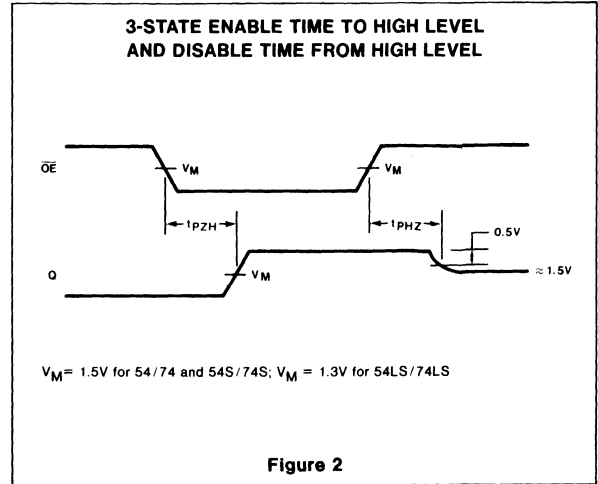 3-STATE ENABLE TIME TO HIGH LEVEL
AND DISABLE TIME FROM HIGH LEVEL
OE
VM
VM
tPZH
tPHZ
0.5V
Q
VM
≈1.5V
VM= 1.5V for 54/74 and 54S/74S; VM = 1.3V for 54LS/74LS
Figure 2